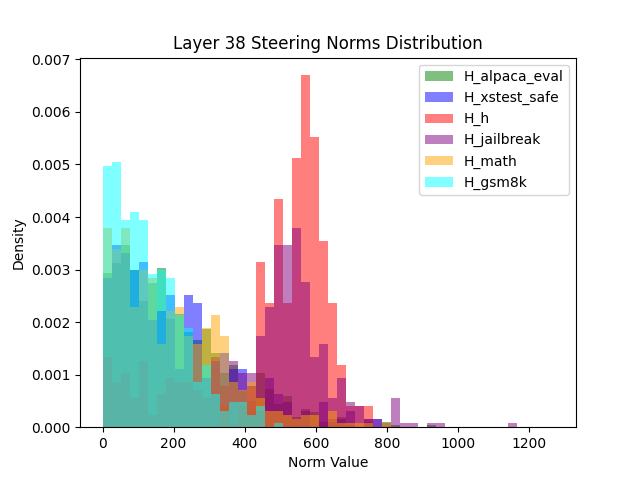 Layer 38 Steering Norms Distribution
0.007
0.006
0.005
0.004
0.003
0.002
0.001
0.000
Density
H_alpaca_eval
H_xstest_safe
H_h
H_jailbreak
H_math
H_gsm8k
0 200 400 600 800 1000 1200
Norm Value